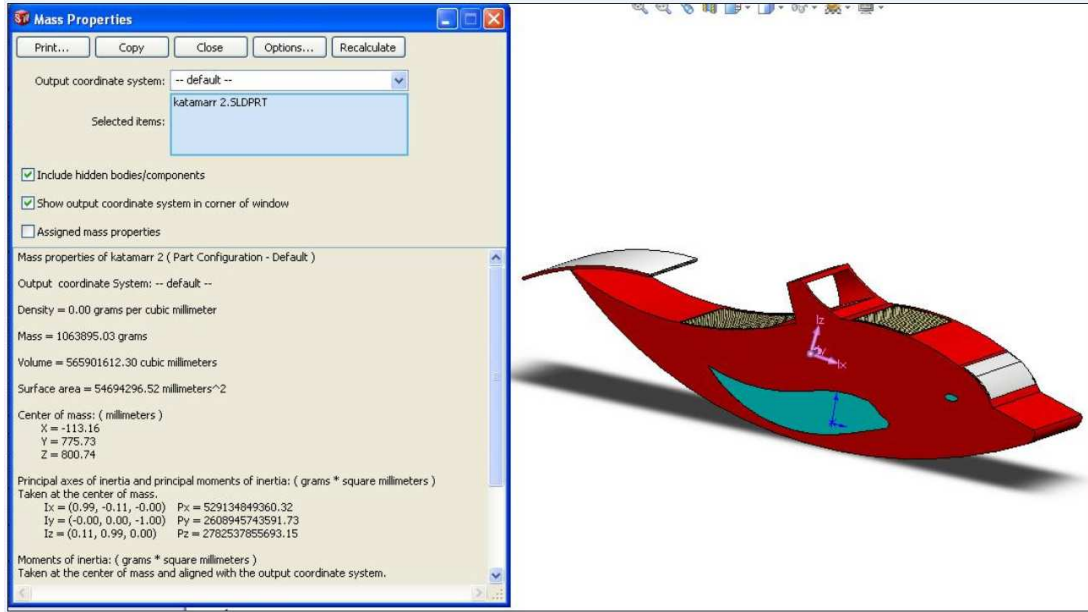 Mass Properties
Print... Copy Close Options... Recalculate
Output coordinate system: -- default --
katamarr 2.SLDPRT
Selected items:
Include hidden bodies/components
Show output coordinate system in corner of window
Assigned mass properties
Mass properties of katamarr 2 ( Part Configuration - Default )
Output coordinate System: -- default --
Density = 0.00 grams per cubic millimeter
Mass = 1063895.03 grams
Volume = 565901612.30 cubic millimeters
Surface area = 54694296.52 millimeters^2
Center of mass: ( millimeters )
X = -113.16
Y = 775.73
Z = 800.74
Principal axes of inertia and principal moments of inertia: ( grams * square millimeters )
Taken at the center of mass.
Ix = (0.99, -0.11, -0.00) Px = 529134849360.32
Iy = (-0.00, 0.00, -1.00) Py = 2608945743591.73
Iz = (0.11, 0.99, 0.00) Pz = 2782537855693.15
Moments of inertia: ( grams * square millimeters )
Taken at the center of mass and aligned with the output coordinate system.
Iz
Ix